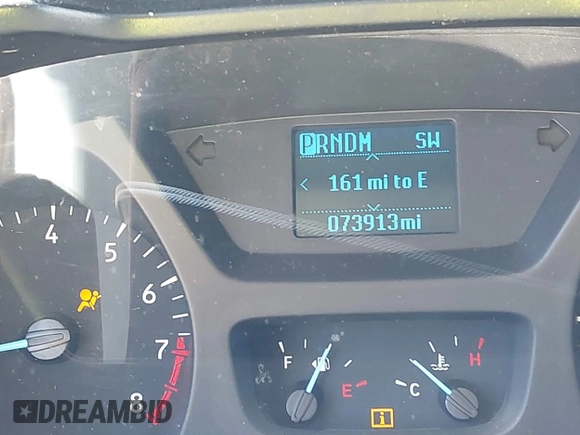 PRNDM SW
< 161 mi to E
073913mi
4 5 6 7 8
F E
C H
i
DREAMBID